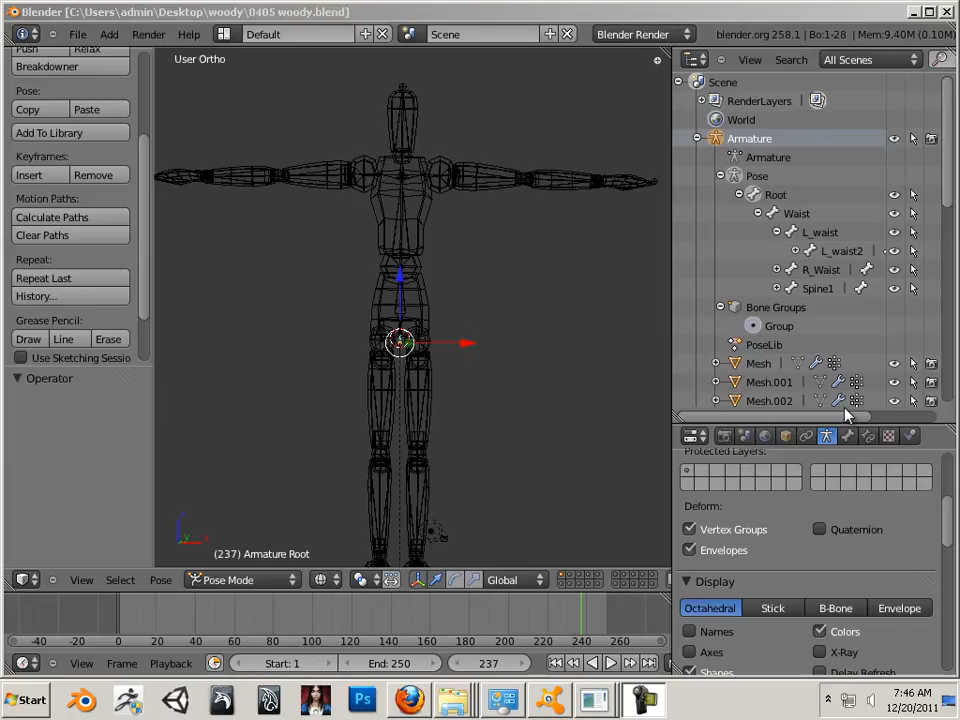 Blender [C:\Users\admin\Desktop\woody\0405 woody.blend]
File Add Render Help Default Scene Blender Render blender.org 258.1 | Bo:1-28 | Mem:9.40M (0.10M
Push Relax
Breakdowner
Pose:
Copy Paste
Add To Library
Keyframes:
Insert Remove
Motion Paths:
Calculate Paths
Clear Paths
Repeat:
Repeat Last
History...
Grease Pencil:
Draw Line Erase
Use Sketching Sessio
Operator
User Ortho
(237) Armature Root
View Search All Scenes
Scene
RenderLayers
World
Armature
Armature
Pose
Root
Waist
L_waist
L_waist2
R_Waist
Spine1
Bone Groups
Group
PoseLib
Mesh
Mesh.001
Mesh.002
Protected Layers:
Deform:
Vertex Groups Quaternion
Envelopes
Display
Octahedral Stick B-Bone Envelope
Names Colors
Axes X-Ray
Shapes Delay Refresh
View Select Pose Pose Mode Global
-40 -20 0 20 40 60 80 100 120 140 160 180 200 220 240 260
View Frame Playback Start: 1 End: 250 237
Start
7:46 AM
12/20/2011